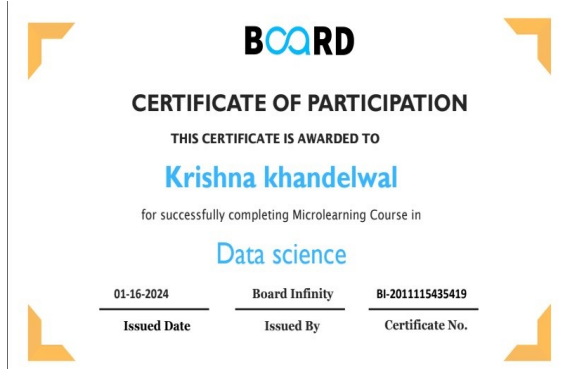 BOARD
CERTIFICATE OF PARTICIPATION
THIS CERTIFICATE IS AWARDED TO
Krishna khandelwal
for successfully completing Microlearning Course in
Data science
01-16-2024 Board Infinity BI-2011115435419
Issued Date Issued By Certificate No.